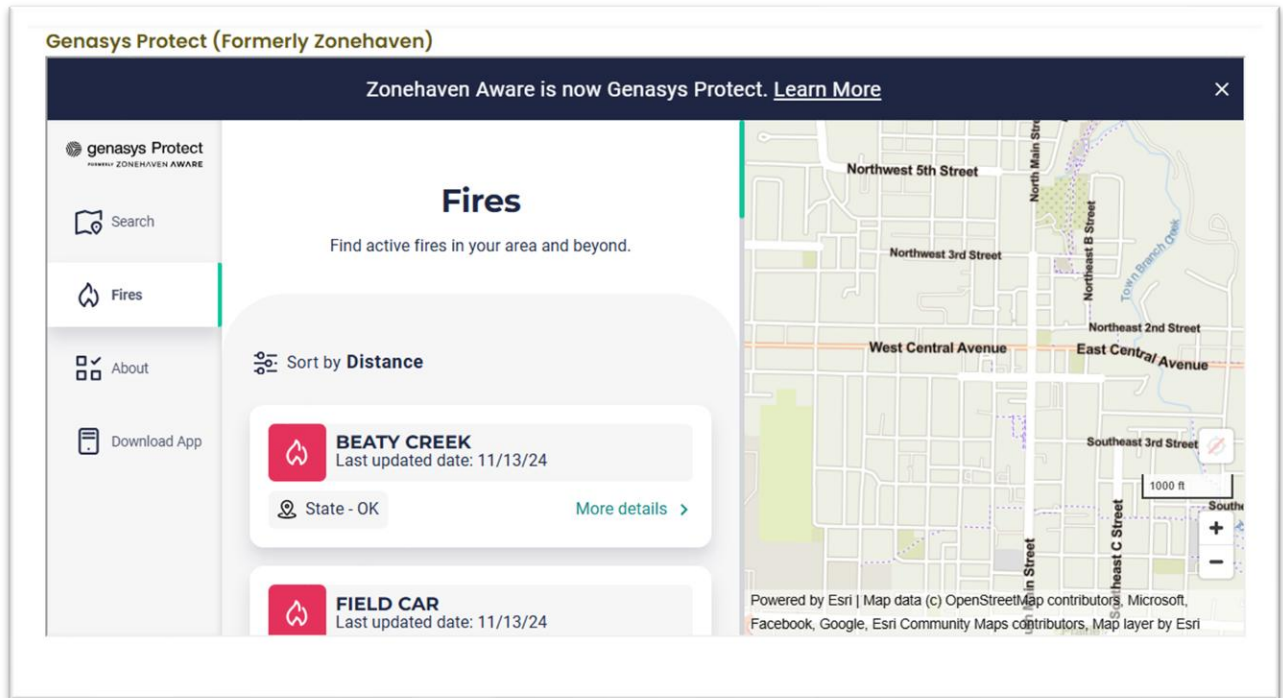 Genasys Protect (Formerly Zonehaven)
Zonehaven Aware is now Genasys Protect. Learn More
genasys Protect
FORMERLY ZONEHAVEN AWARE
Search
Fires
About
Download App
Fires
Find active fires in your area and beyond.
Sort by Distance
BEATY CREEK
Last updated date: 11/13/24
State - OK
More details
FIELD CAR
Last updated date: 11/13/24
Northwest 5th Street
North Main Str
Northeast B Street
Northwest 3rd Street
Town Branch Creek
Northeast 2nd Street
West Central Avenue
East Central Avenue
Southeast 3rd Street
1000 ft
Southe
Southeast C Street
Main Street
+
−
Powered by Esri | Map data (c) OpenStreetMap contributors, Microsoft,
Facebook, Google, Esri Community Maps contributors, Map layer by Esri